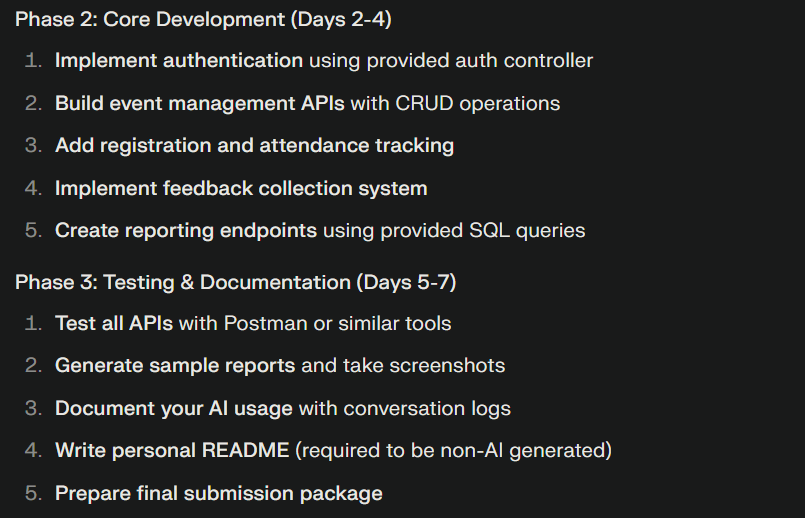 Phase 2: Core Development (Days 2-4)
1. Implement authentication using provided auth controller
2. Build event management APIs with CRUD operations
3. Add registration and attendance tracking
4. Implement feedback collection system
5. Create reporting endpoints using provided SQL queries
Phase 3: Testing & Documentation (Days 5-7)
1. Test all APIs with Postman or similar tools
2. Generate sample reports and take screenshots
3. Document your AI usage with conversation logs
4. Write personal README (required to be non-AI generated)
5. Prepare final submission package